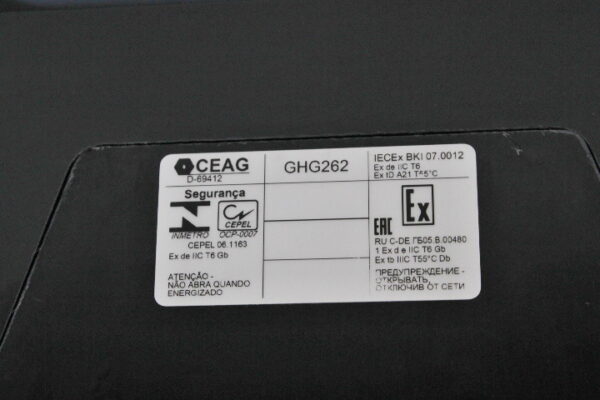 CEAG
D-69412
Segurança
INMETRO
CEPEL
OCP-0007
CEPEL 06.1163
Ex de IIC T6 Gb
ATENÇÃO -
NÃO ABRA QUANDO
ENERGIZADO
GHG262
IECEx BKI 07.0012
Ex de IIC T6
Ex tD A21 T55°C
Ex
EAC
RU C-DE.ГБ05.В.00480
1 Ex d e IIC T6 Gb
Ex tb IIIC T55°C Db
ПРЕДУПРЕЖДЕНИЕ -
ОТКРЫВАТЬ,
ОТКЛЮЧИВ ОТ СЕТИ